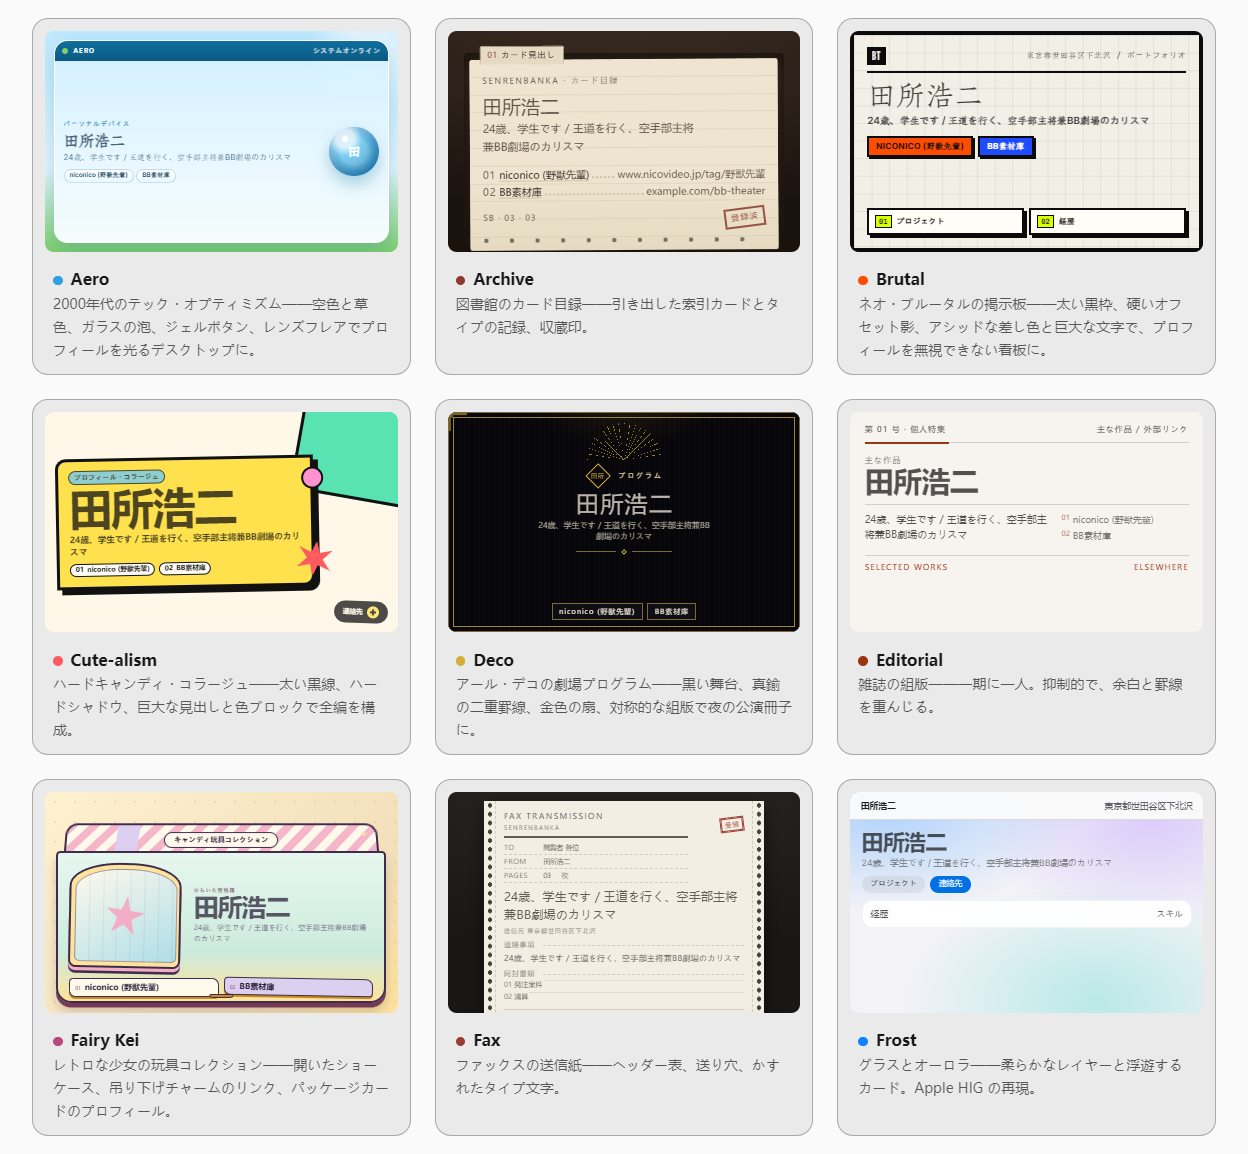 AERO
システムオンライン
パーソナルデバイス
田所浩二
24歳、学生です / 王道を行く、空手部主将兼BB劇場のカリスマ
niconico (野獣先輩)
BB素材庫
田
Aero
2000年代のテック・オプティミズム——空色と草
色、ガラスの泡、ジェルボタン、レンズフレアでプロ
フィールを光るデスクトップに。
01 カード見出し
SENRENBANKA · カード目録
田所浩二
24歳、学生です / 王道を行く、空手部主将
兼BB劇場のカリスマ
01 niconico (野獣先輩) ...... www.nicovideo.jp/tag/野獣先輩
02 BB素材庫 ........................ example.com/bb-theater
SB · 03 · 03
登録済
Archive
図書館のカード目録——引き出した索引カードとタ
イプの記録、収蔵印。
BT
東京都世田谷区下北沢 / ポートフォリオ
田所浩二
24歳、学生です / 王道を行く、空手部主将兼BB劇場のカリスマ
NICONICO (野獣先輩)
BB素材庫
01 プロジェクト
02 経歴
Brutal
ネオ・ブルータルの掲示板——太い黒枠、硬いオフ
セット影、アシッドな差し色と巨大な文字で、プロフ
ィールを無視できない看板に。
プロフィール・コラージュ
田所浩二
24歳、学生です / 王道を行く、空手部主将兼BB劇場のカリ
スマ
01 niconico (野獣先輩)
02 BB素材庫
連絡先
Cute-alism
ハードキャンディ・コラージュ——太い黒線、ハー
ドシャドウ、巨大な見出しと色ブロックで全編を構
成。
田所
プログラム
田所浩二
24歳、学生です / 王道を行く、空手部主将兼BB
劇場のカリスマ
niconico (野獣先輩)
BB素材庫
Deco
アール・デコの劇場プログラム——黒い舞台、真鍮
の二重罫線、金色の扇、対称的な組版で夜の公演冊子
に。
第 01 号 · 個人特集
主な作品 / 外部リンク
主な作品
田所浩二
24歳、学生です / 王道を行く、空手部主
将兼BB劇場のカリスマ
01 niconico (野獣先輩)
02 BB素材庫
SELECTED WORKS
ELSEWHERE
Editorial
雑誌の組版——一期に一人。抑制的で、余白と罫線
を重んじる。
キャンディ玩具コレクション
田所浩二
24歳、学生です / 王道を行く、空手部主将兼BB劇場
のカリスマ
01 niconico (野獣先輩)
02 BB素材庫
Fairy Kei
レトロな少女の玩具コレクション——開いたショー
ケース、吊り下げチャームのリンク、パッケージカー
ドのプロフィール。
FAX TRANSMISSION
SENRENBANKA
受領
TO 閲覧者 各位
FROM 田所浩二
PAGES 03 枚
24歳、学生です / 王道を行く、空手部主将
兼BB劇場のカリスマ
送信元 東京都世田谷区下北沢
連絡事項
24歳、学生です / 王道を行く、空手部主将兼BB劇場のカリスマ
同封書類
01 発注案件
02 清算
Fax
ファックスの送信紙——ヘッダー表、送り穴、かす
れたタイプ文字。
田所浩二
東京都世田谷区下北沢
田所浩二
24歳、学生です / 王道を行く、空手部主将兼BB劇場のカリスマ
プロジェクト
連絡先
経歴
スキル
Frost
グラスとオーロラ——柔らかなレイヤーと浮遊する
カード。Apple HIG の再現。